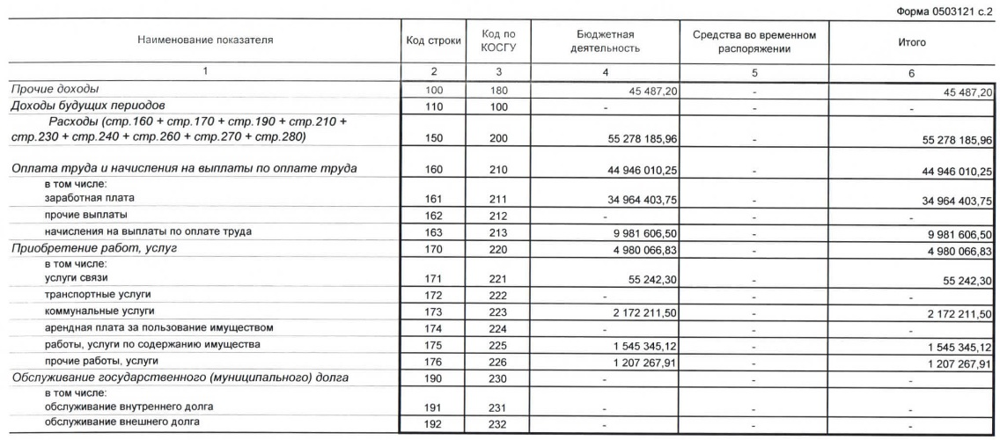 Форма 0503121 с.2
Наименование показателя Код строки Код по КОСГУ Бюджетная деятельность Средства во временном распоряжении Итого
1 2 3 4 5 6
Прочие доходы 100 180 45 487,20 - 45 487,20
Доходы будущих периодов 110 100 - - -
Расходы (стр.160 + стр.170 + стр.190 + стр.210 +
стр.230 + стр.240 + стр.260 + стр.270 + стр.280) 150 200 55 278 185,96 - 55 278 185,96
Оплата труда и начисления на выплаты по оплате труда 160 210 44 946 010,25 - 44 946 010,25
в том числе:
заработная плата 161 211 34 964 403,75 - 34 964 403,75
прочие выплаты 162 212 - - -
начисления на выплаты по оплате труда 163 213 9 981 606,50 - 9 981 606,50
Приобретение работ, услуг 170 220 4 980 066,83 - 4 980 066,83
в том числе:
услуги связи 171 221 55 242,30 - 55 242,30
транспортные услуги 172 222 - - -
коммунальные услуги 173 223 2 172 211,50 - 2 172 211,50
арендная плата за пользование имуществом 174 224 - - -
работы, услуги по содержанию имущества 175 225 1 545 345,12 - 1 545 345,12
прочие работы, услуги 176 226 1 207 267,91 - 1 207 267,91
Обслуживание государственного (муниципального) долга 190 230 - - -
в том числе:
обслуживание внутреннего долга 191 231 - - -
обслуживание внешнего долга 192 232 - - -